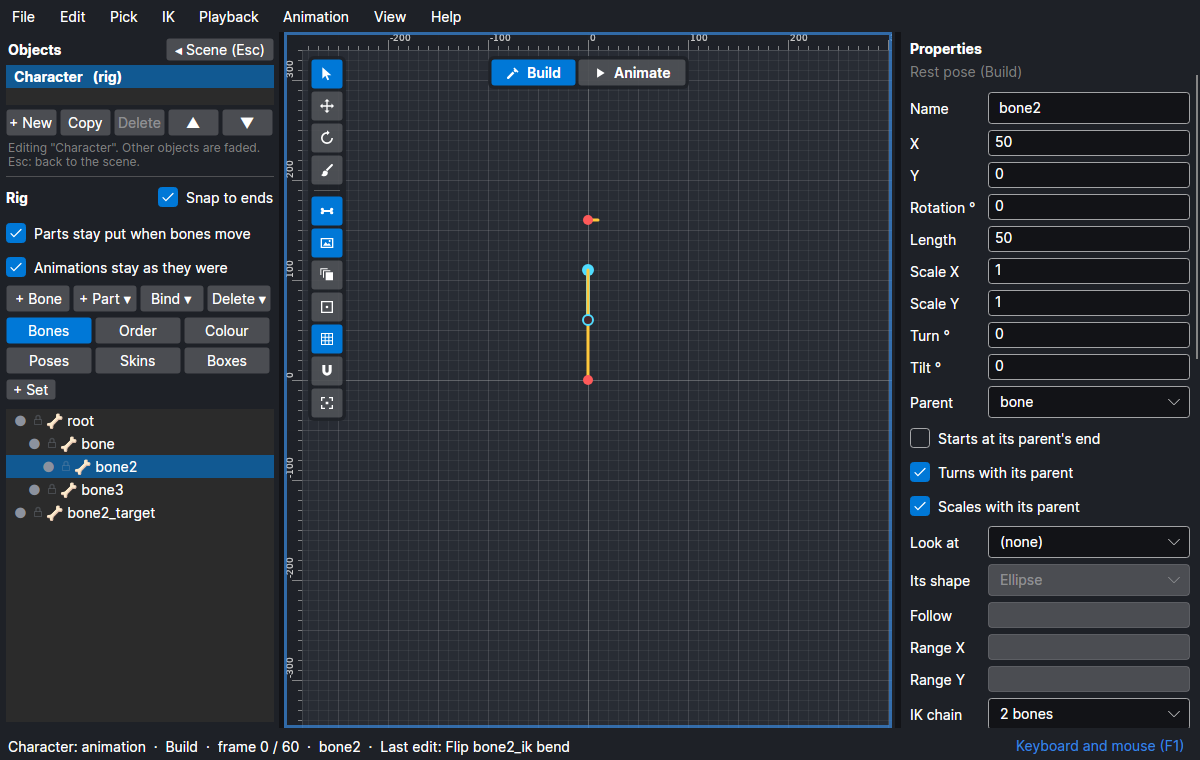 File Edit Pick IK Playback Animation View Help
Objects
◂ Scene (Esc)
Character (rig)
+ New Copy Delete ▲ ▼
Editing "Character". Other objects are faded.
Esc: back to the scene.
Rig
Snap to ends
Parts stay put when bones move
Animations stay as they were
+ Bone + Part ▾ Bind ▾ Delete ▾
Bones Order Colour
Poses Skins Boxes
+ Set
root
bone
bone2
bone3
bone2_target
-200 -100 0 100 200
300
200
100
0
-100
-200
-300
Build
Animate
Properties
Rest pose (Build)
Name bone2
X 50
Y 0
Rotation ° 0
Length 50
Scale X 1
Scale Y 1
Turn ° 0
Tilt ° 0
Parent bone
Starts at its parent's end
Turns with its parent
Scales with its parent
Look at (none)
Its shape Ellipse
Follow
Range X
Range Y
IK chain 2 bones
Character: animation · Build · frame 0 / 60 · bone2 · Last edit: Flip bone2_ik bend
Keyboard and mouse (F1)